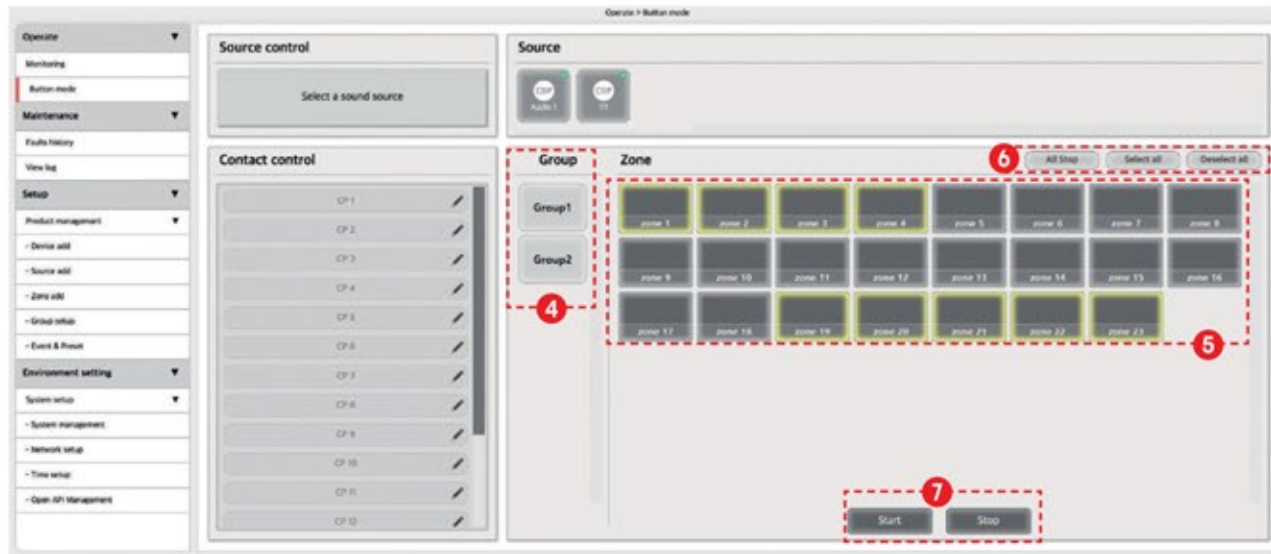 Operate > Button mode
Operate ▼
Monitoring
Button mode
Maintenance ▼
Faults history
View log
Setup ▼
Product management ▼
- Device add
- Source add
- Zone add
- Group setup
- Event & Preset
Environment setting ▼
System setup ▼
- System management
- Network setup
- Time setup
- Open API Management
Source control
Select a sound source
Source
CDP
Audio 1
CDP
Contact control
CP 1
CP 2
CP 3
CP 4
CP 5
CP 6
CP 7
CP 8
CP 9
CP 10
CP 11
CP 12
Group
Group1
Group2
4
Zone
6
All Stop
Select all
Deselect all
zone 1
zone 2
zone 3
zone 4
zone 5
zone 6
zone 7
zone 8
zone 9
zone 10
zone 11
zone 12
zone 13
zone 14
zone 15
zone 16
zone 17
zone 18
zone 19
zone 20
zone 21
zone 22
zone 23
5
7
Start
Stop